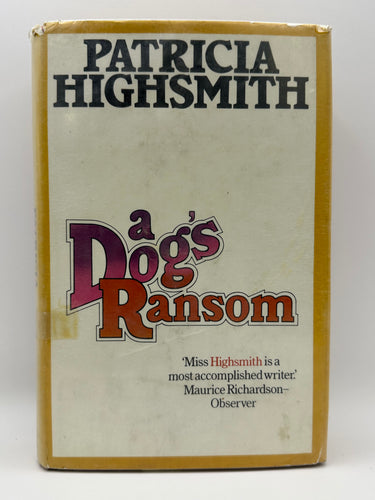 PATRICIA
HIGHSMITH
a
Dog's
Ransom
'Miss Highsmith is a
most accomplished writer.'
Maurice Richardson–
Observer